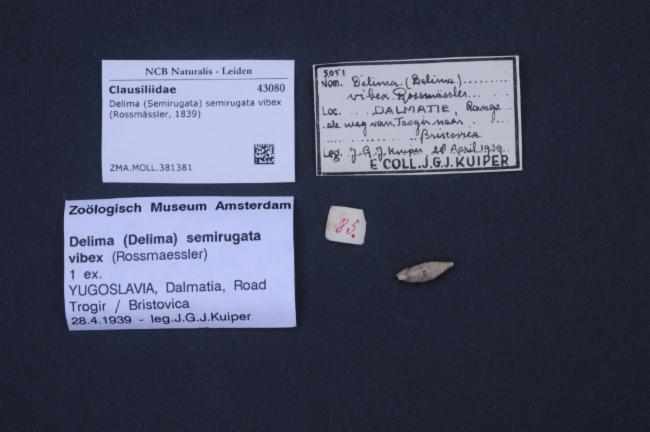 NCB Naturalis - Leiden
Clausiliidae 43080
Delima (Semirugata) semirugata vibex
(Rossmässler, 1839)
ZMA.MOLL.381381
5051
Nom. Delima (Delima)
vibex Rossmässler
Loc. DALMATIE, Langs
de weg van Trogir naar
Bristovica
Leg. J.G.J. Kuiper 28 April 1939
E COLL. J.G.J. KUIPER
Zoölogisch Museum Amsterdam
Delima (Delima) semirugata
vibex (Rossmaessler)
1 ex.
YUGOSLAVIA, Dalmatia, Road
Trogir / Bristovica
28.4.1939 - leg.J.G.J.Kuiper
85.